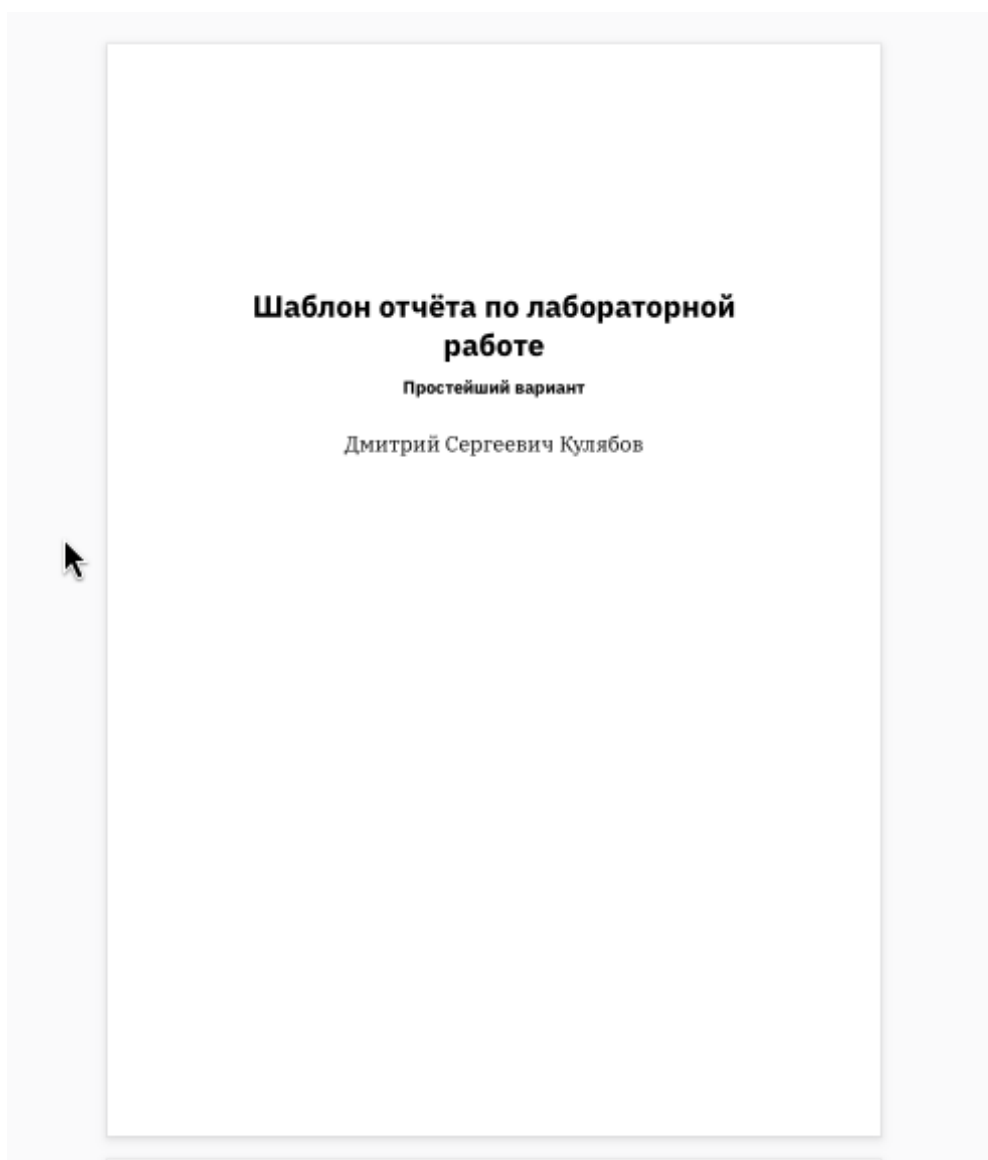 Шаблон отчёта по лабораторной
работе
Простейший вариант
Дмитрий Сергеевич Кулябов